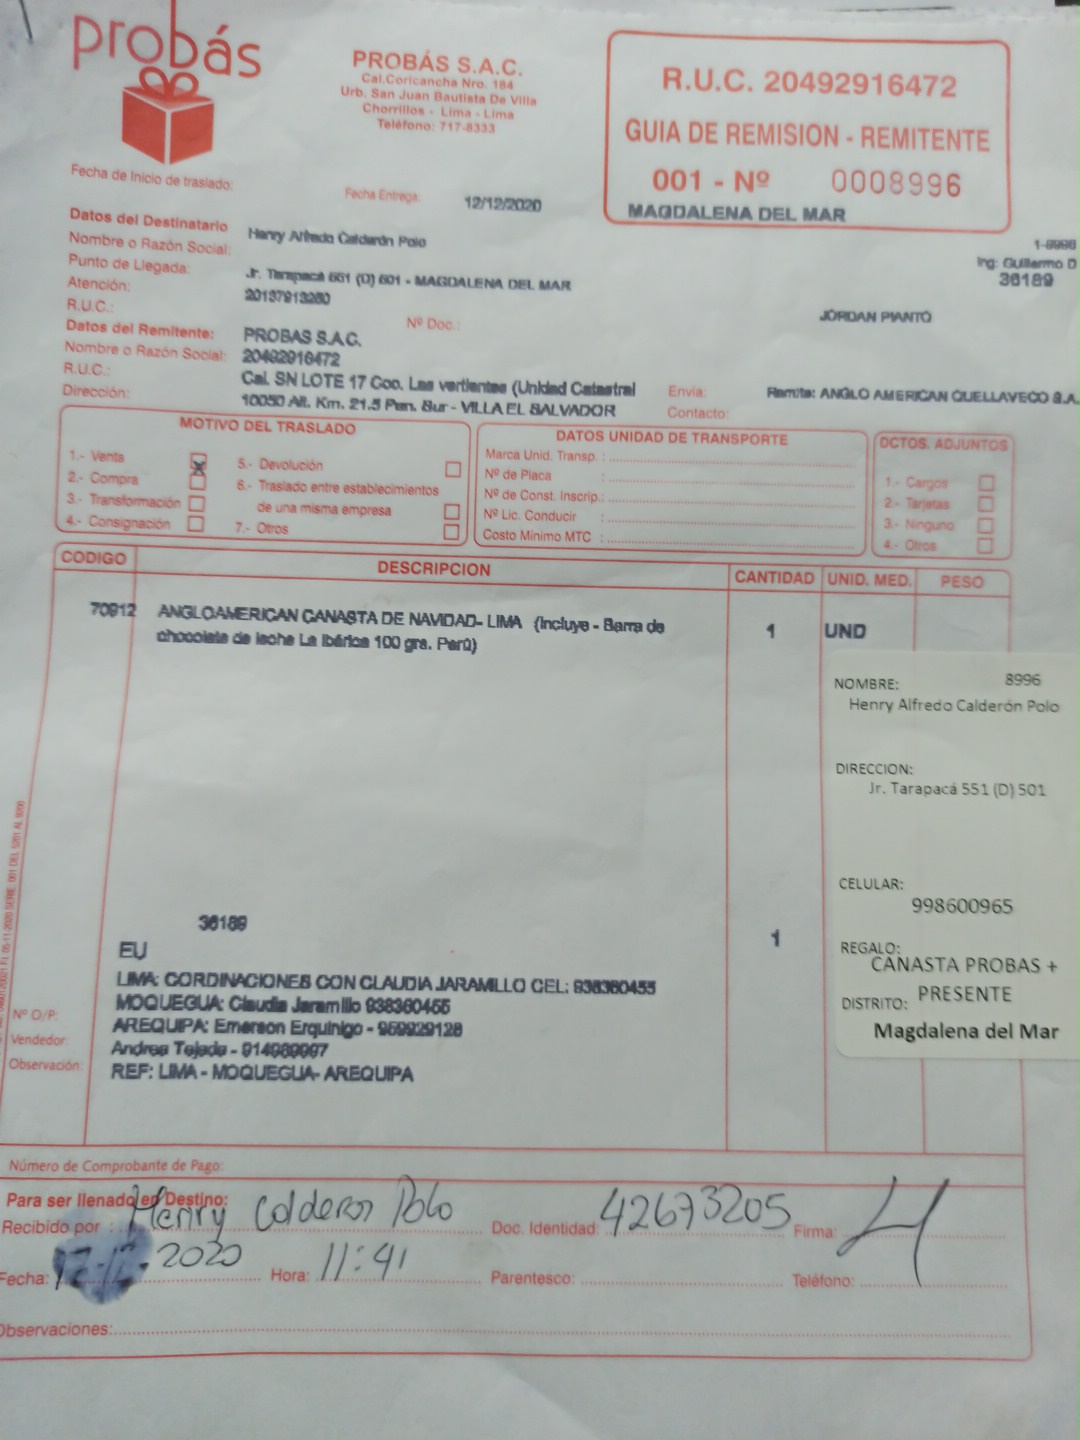 probás
PROBÁS S.A.C.
Cal.Coricancha Nro. 184
Urb. San Juan Bautista De Villa
Chorrillos - Lima - Lima
Teléfono: 717-8333
R.U.C. 20492916472
GUIA DE REMISION - REMITENTE
001 - Nº 0008996
MAGDALENA DEL MAR
Fecha de Inicio de traslado:
Fecha Entrega: 12/12/2020
Datos del Destinatario
Nombre o Razón Social: Henry Alfredo Calderón Polo
Punto de Llegada: Jr. Tarapacá 551 (D) 501 - MAGDALENA DEL MAR
Atención: 20137913250
R.U.C.:
Nº Doc.:
1-8996
Ing: Guillermo D
36189
JORDAN PIANTO
Datos del Remitente:
Nombre o Razón Social: PROBAS S.A.C.
R.U.C.: 20492916472
Dirección: Cal. SN LOTE 17 Coo. Las vertientes (Unidad Catastral
10050 Alt. Km. 21.5 Pan. Sur - VILLA EL SALVADOR
Envia: Remite: ANGLO AMERICAN QUELLAVECO S.A.
Contacto:
MOTIVO DEL TRASLADO
1.- Venta X
2.- Compra
3.- Transformación
4.- Consignación
5.- Devolución
6.- Traslado entre establecimientos
de una misma empresa
7.- Otros
DATOS UNIDAD DE TRANSPORTE
Marca Unid. Transp. :
Nº de Placa :
Nº de Const. Inscrip.:
Nº Lic. Conducir :
Costo Mínimo MTC :
DCTOS. ADJUNTOS
1.- Cargos
2.- Tarjetas
3.- Ninguno
4.- Otros
CODIGO DESCRIPCION CANTIDAD UNID. MED. PESO
70912 ANGLOAMERICAN CANASTA DE NAVIDAD- LIMA (Incluye - Barra de 1 UND
chocolate de leche La Ibérica 100 grs. Perú)
NOMBRE: 8996
Henry Alfredo Calderón Polo
DIRECCION:
Jr. Tarapacá 551 (D) 501
CELULAR:
998600965
REGALO:
CANASTA PROBAS +
PRESENTE
DISTRITO:
Magdalena del Mar
36189 1
EU
LIMA: CORDINACIONES CON CLAUDIA JARAMILLO CEL: 938360455
MOQUEGUA: Claudia Jaramillo 938360455
AREQUIPA: Emerson Erquinigo - 959929128
Andrea Tejada - 914989997
REF: LIMA - MOQUEGUA- AREQUIPA
Nº O/P:
Vendedor:
Observación:
Número de Comprobante de Pago:
Para ser llenado en Destino:
Recibido por : Henry Calderon Polo Doc. Identidad: 42673205 Firma:
Fecha: 12-12-2020 Hora: 11:41 Parentesco: Teléfono:
Observaciones: